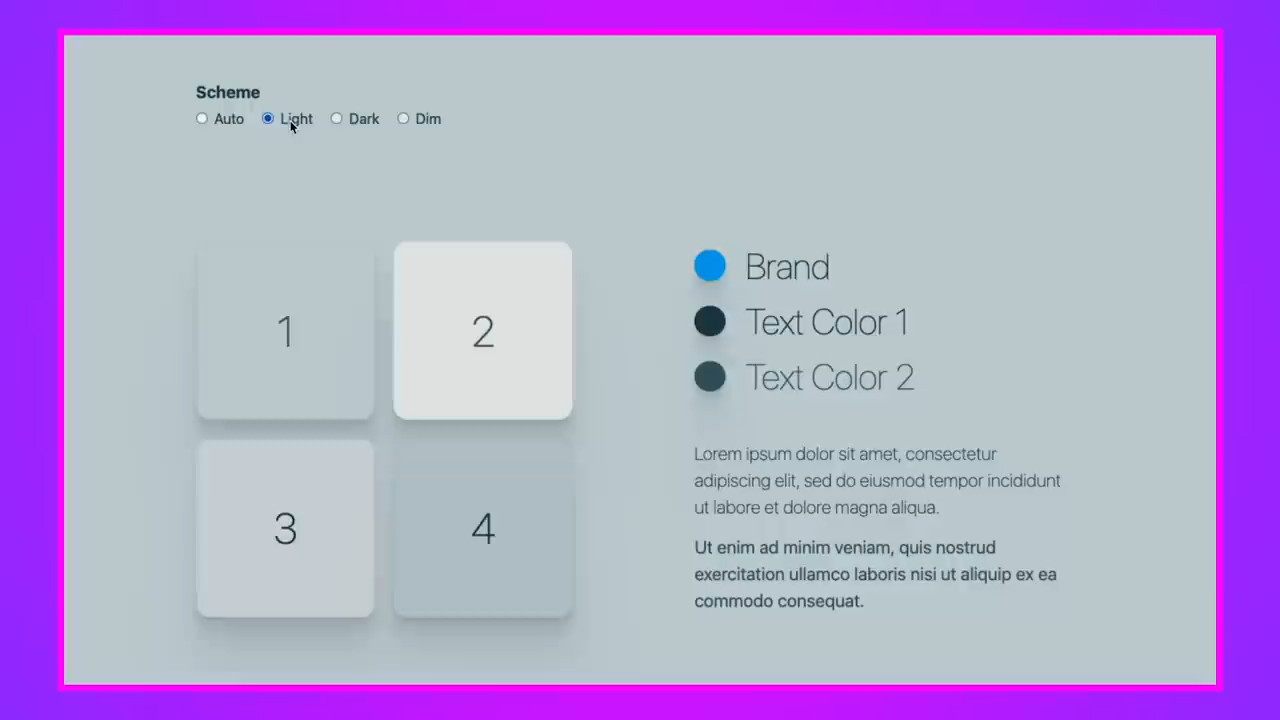 Scheme
Auto Light Dark Dim
1
2
3
4
Brand
Text Color 1
Text Color 2
Lorem ipsum dolor sit amet, consectetur
adipiscing elit, sed do eiusmod tempor incididunt
ut labore et dolore magna aliqua.
Ut enim ad minim veniam, quis nostrud
exercitation ullamco laboris nisi ut aliquip ex ea
commodo consequat.